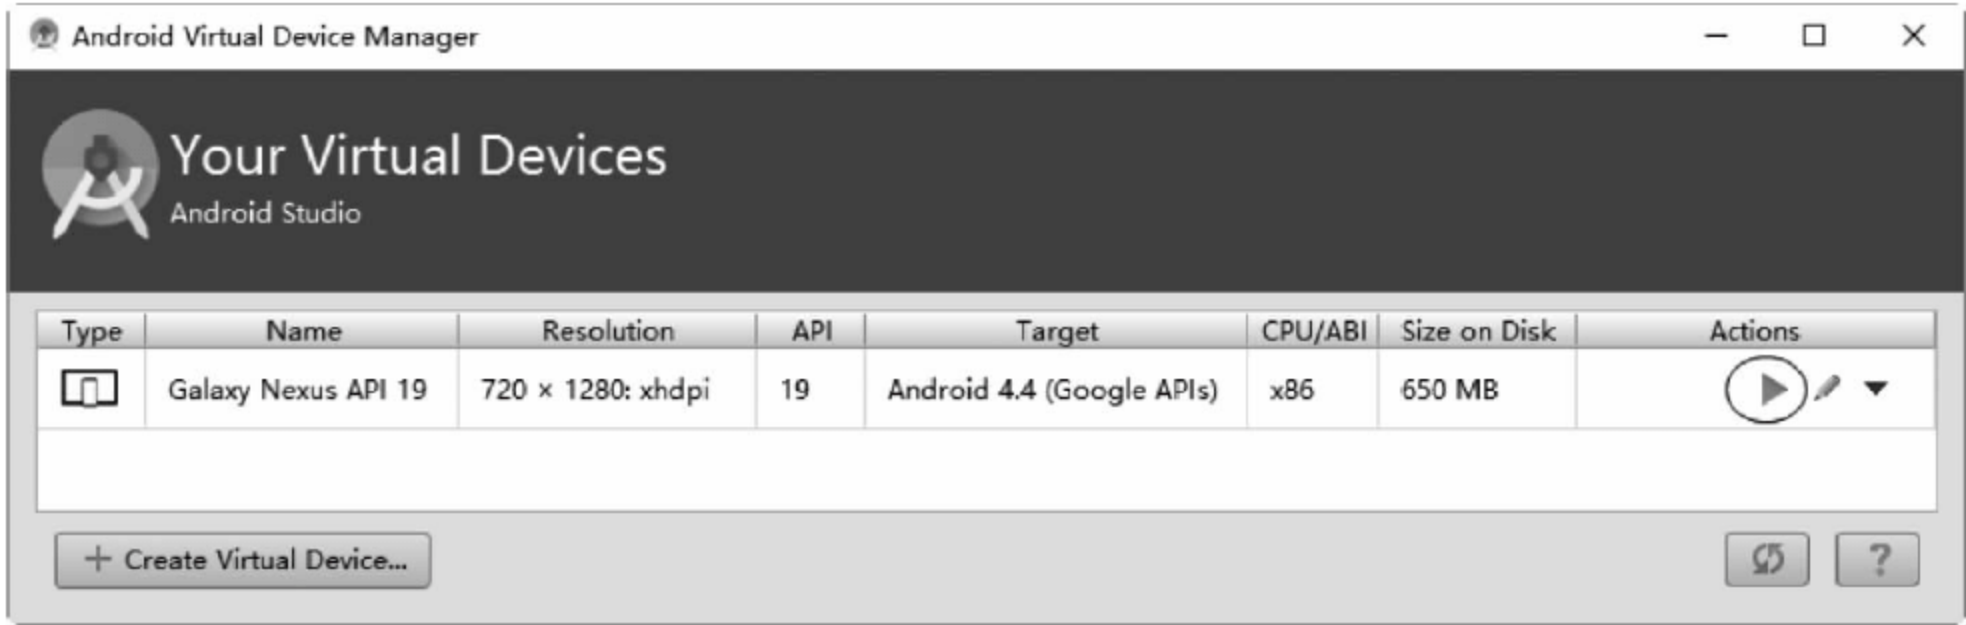 Android Virtual Device Manager
Your Virtual Devices
Android Studio
Type Name Resolution API Target CPU/ABI Size on Disk Actions
Galaxy Nexus API 19 720 × 1280: xhdpi 19 Android 4.4 (Google APIs) x86 650 MB
+ Create Virtual Device... ?